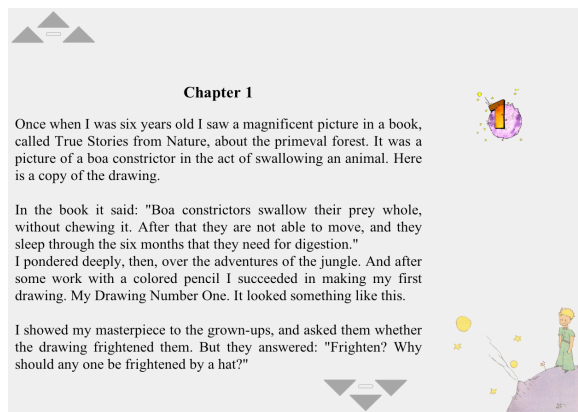 Chapter 1
1
Once when I was six years old I saw a magnificent picture in a book,
called True Stories from Nature, about the primeval forest. It was a
picture of a boa constrictor in the act of swallowing an animal. Here
is a copy of the drawing.
In the book it said: "Boa constrictors swallow their prey whole,
without chewing it. After that they are not able to move, and they
sleep through the six months that they need for digestion."
I pondered deeply, then, over the adventures of the jungle. And after
some work with a colored pencil I succeeded in making my first
drawing. My Drawing Number One. It looked something like this.
I showed my masterpiece to the grown-ups, and asked them whether
the drawing frightened them. But they answered: "Frighten? Why
should any one be frightened by a hat?"